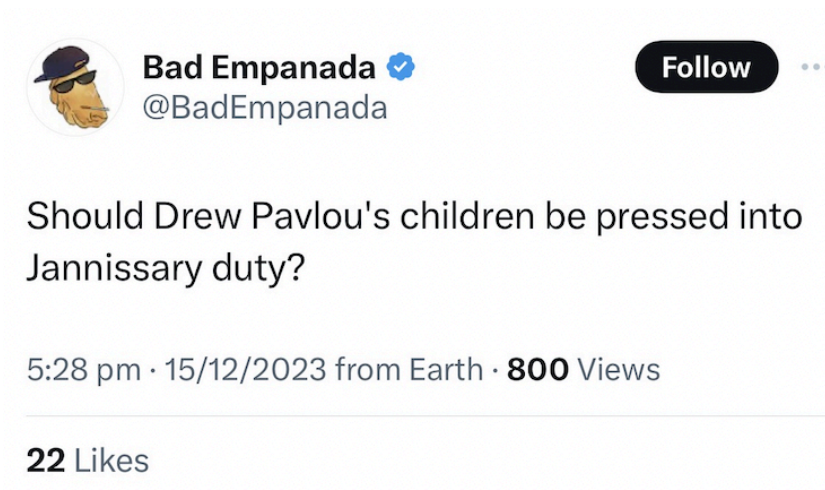 Bad Empanada
@BadEmpanada
Follow
Should Drew Pavlou's children be pressed into
Jannissary duty?
5:28 pm · 15/12/2023 from Earth · 800 Views
22 Likes